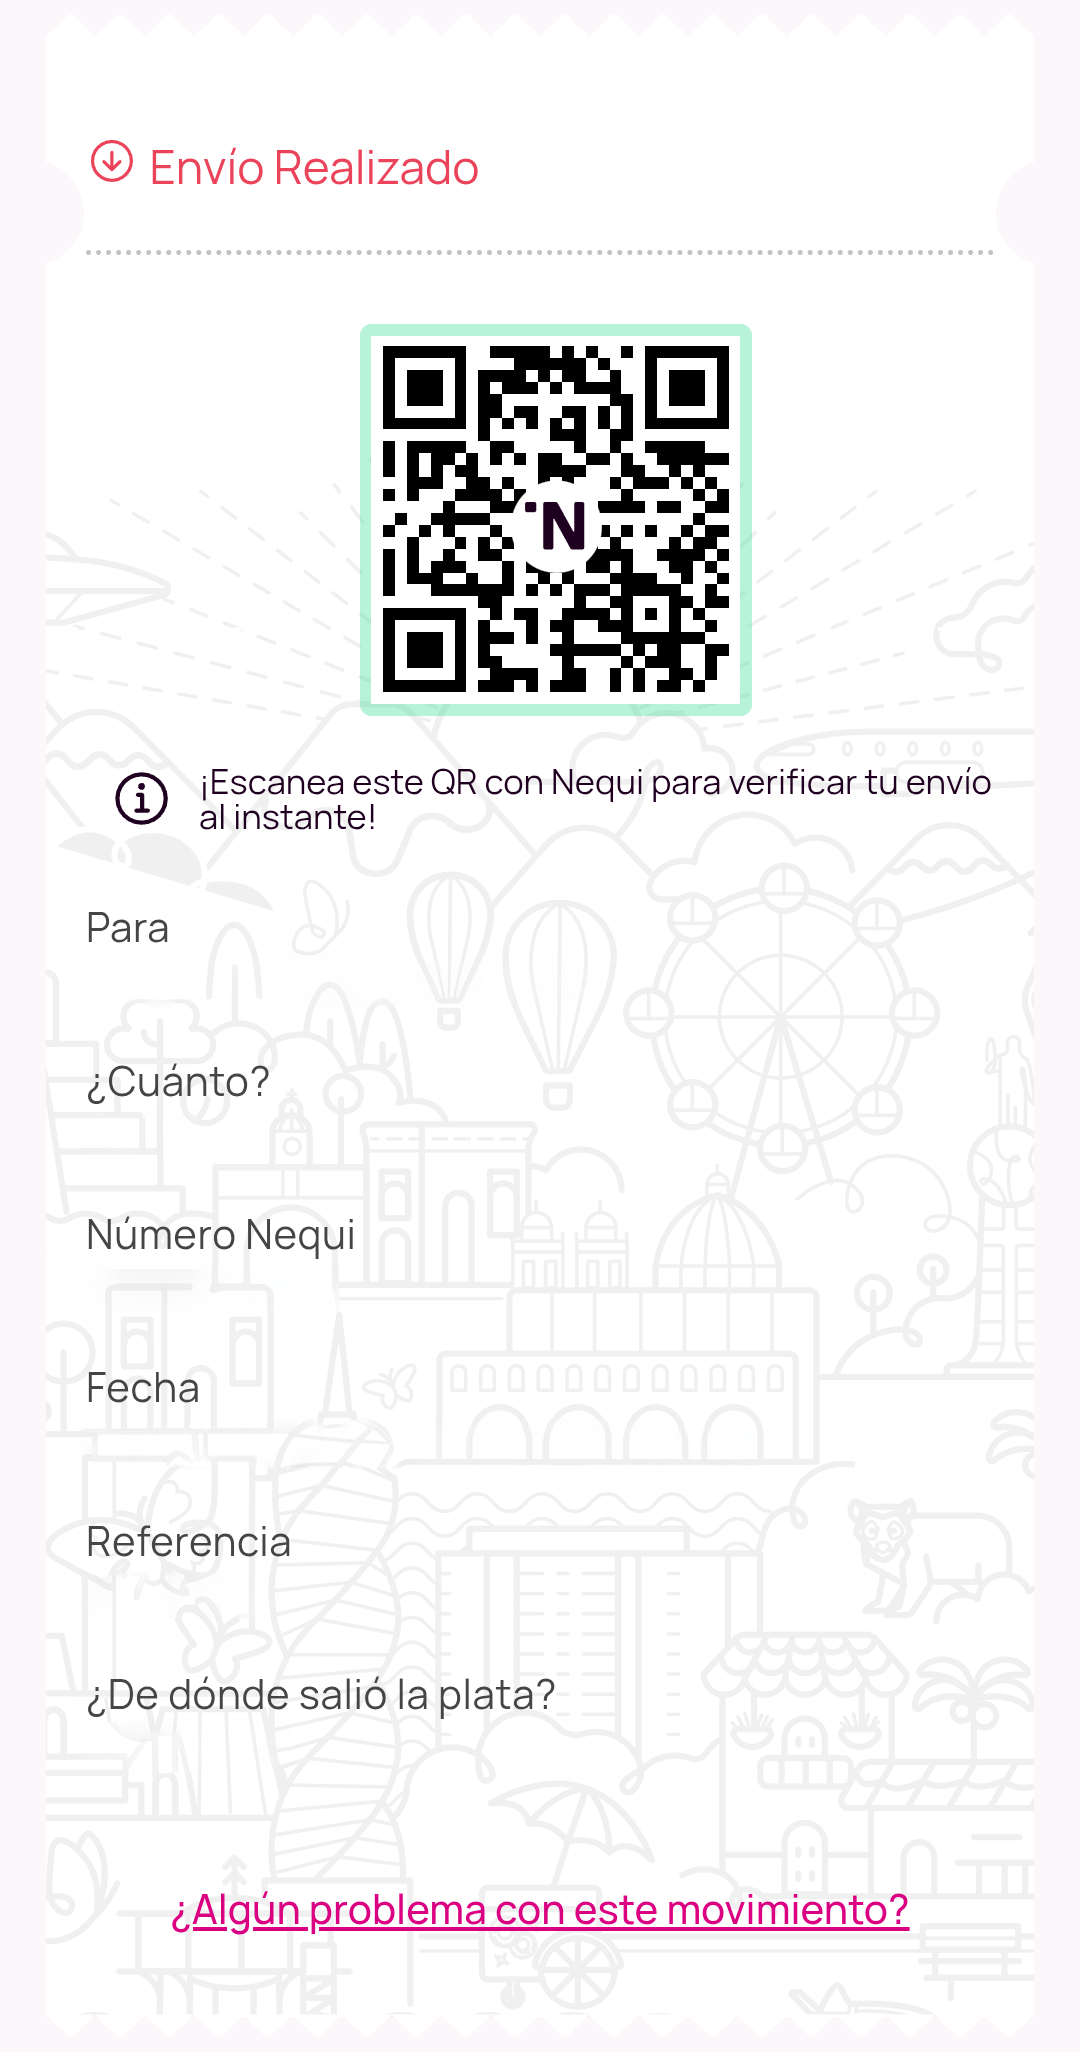 Envío Realizado
N
¡Escanea este QR con Nequi para verificar tu envío
al instante!
Para
¿Cuánto?
Número Nequi
Fecha
Referencia
¿De dónde salió la plata?
¿Algún problema con este movimiento?